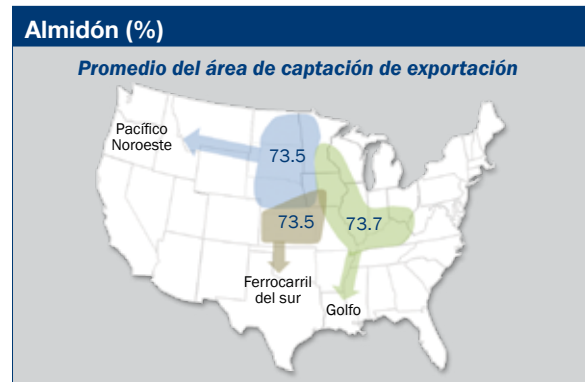 Almidón (%)
Promedio del área de captación de exportación
Pacífico
Noroeste
73.5
73.5
73.7
Ferrocarril
del sur
Golfo